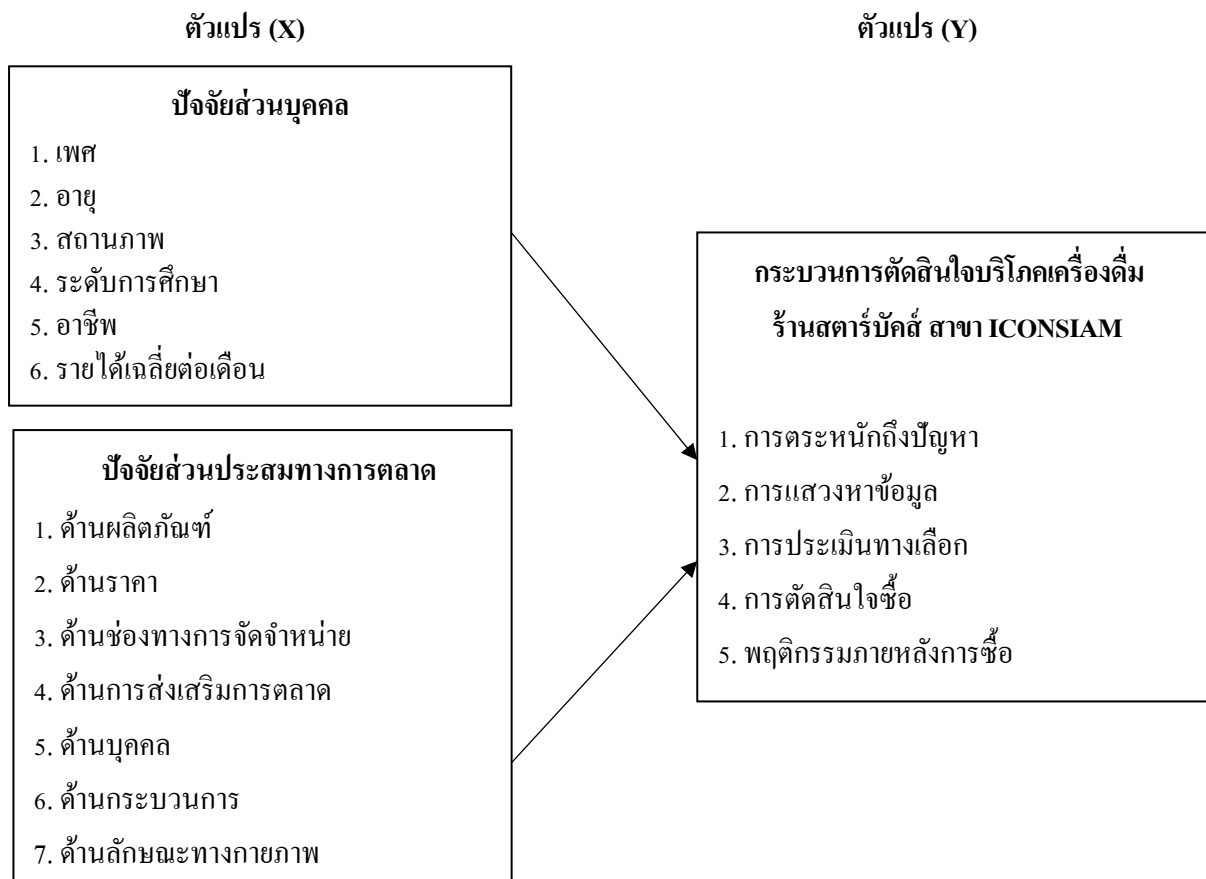 ตัวแปร (X)
ตัวแปร (Y)
ปัจจัยส่วนบุคคล
1. เพศ
2. อายุ
3. สถานภาพ
4. ระดับการศึกษา
5. อาชีพ
6. รายได้เฉลี่ยต่อเดือน
ปัจจัยส่วนประสมทางการตลาด
1. ด้านผลิตภัณฑ์
2. ด้านราคา
3. ด้านช่องทางการจัดจำหน่าย
4. ด้านการส่งเสริมการตลาด
5. ด้านบุคคล
6. ด้านกระบวนการ
7. ด้านลักษณะทางกายภาพ
กระบวนการตัดสินใจบริโภคเครื่องดื่ม
ร้านสตาร์บัคส์ สาขา ICONSIAM
1. การตระหนักถึงปัญหา
2. การแสวงหาข้อมูล
3. การประเมินทางเลือก
4. การตัดสินใจซื้อ
5. พฤติกรรมภายหลังการซื้อ